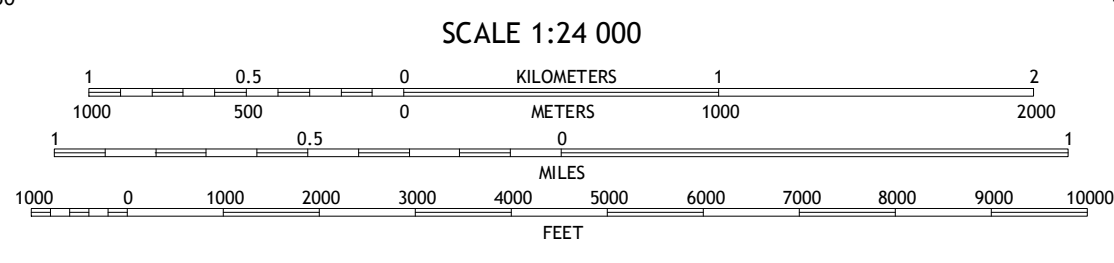 SCALE 1:24 000
1 0.5 0 KILOMETERS 1 2
1000 500 0 METERS 1000 2000
1 0.5 0 1
MILES
1000 0 1000 2000 3000 4000 5000 6000 7000 8000 9000 10000
FEET